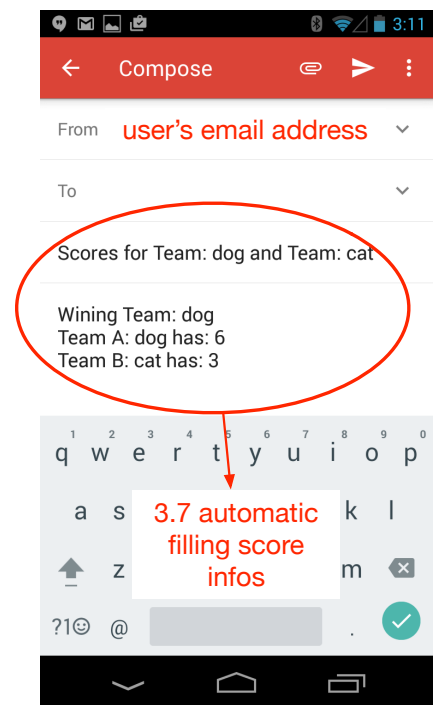 3:11
Compose
From user's email address
To
Scores for Team: dog and Team: cat
Wining Team: dog
Team A: dog has: 6
Team B: cat has: 3
1 2 3 4 5 6 7 8 9 0
q w e r t y u i o p
a s k l
3.7 automatic
filling score
infos
z m
?1☺ @ .